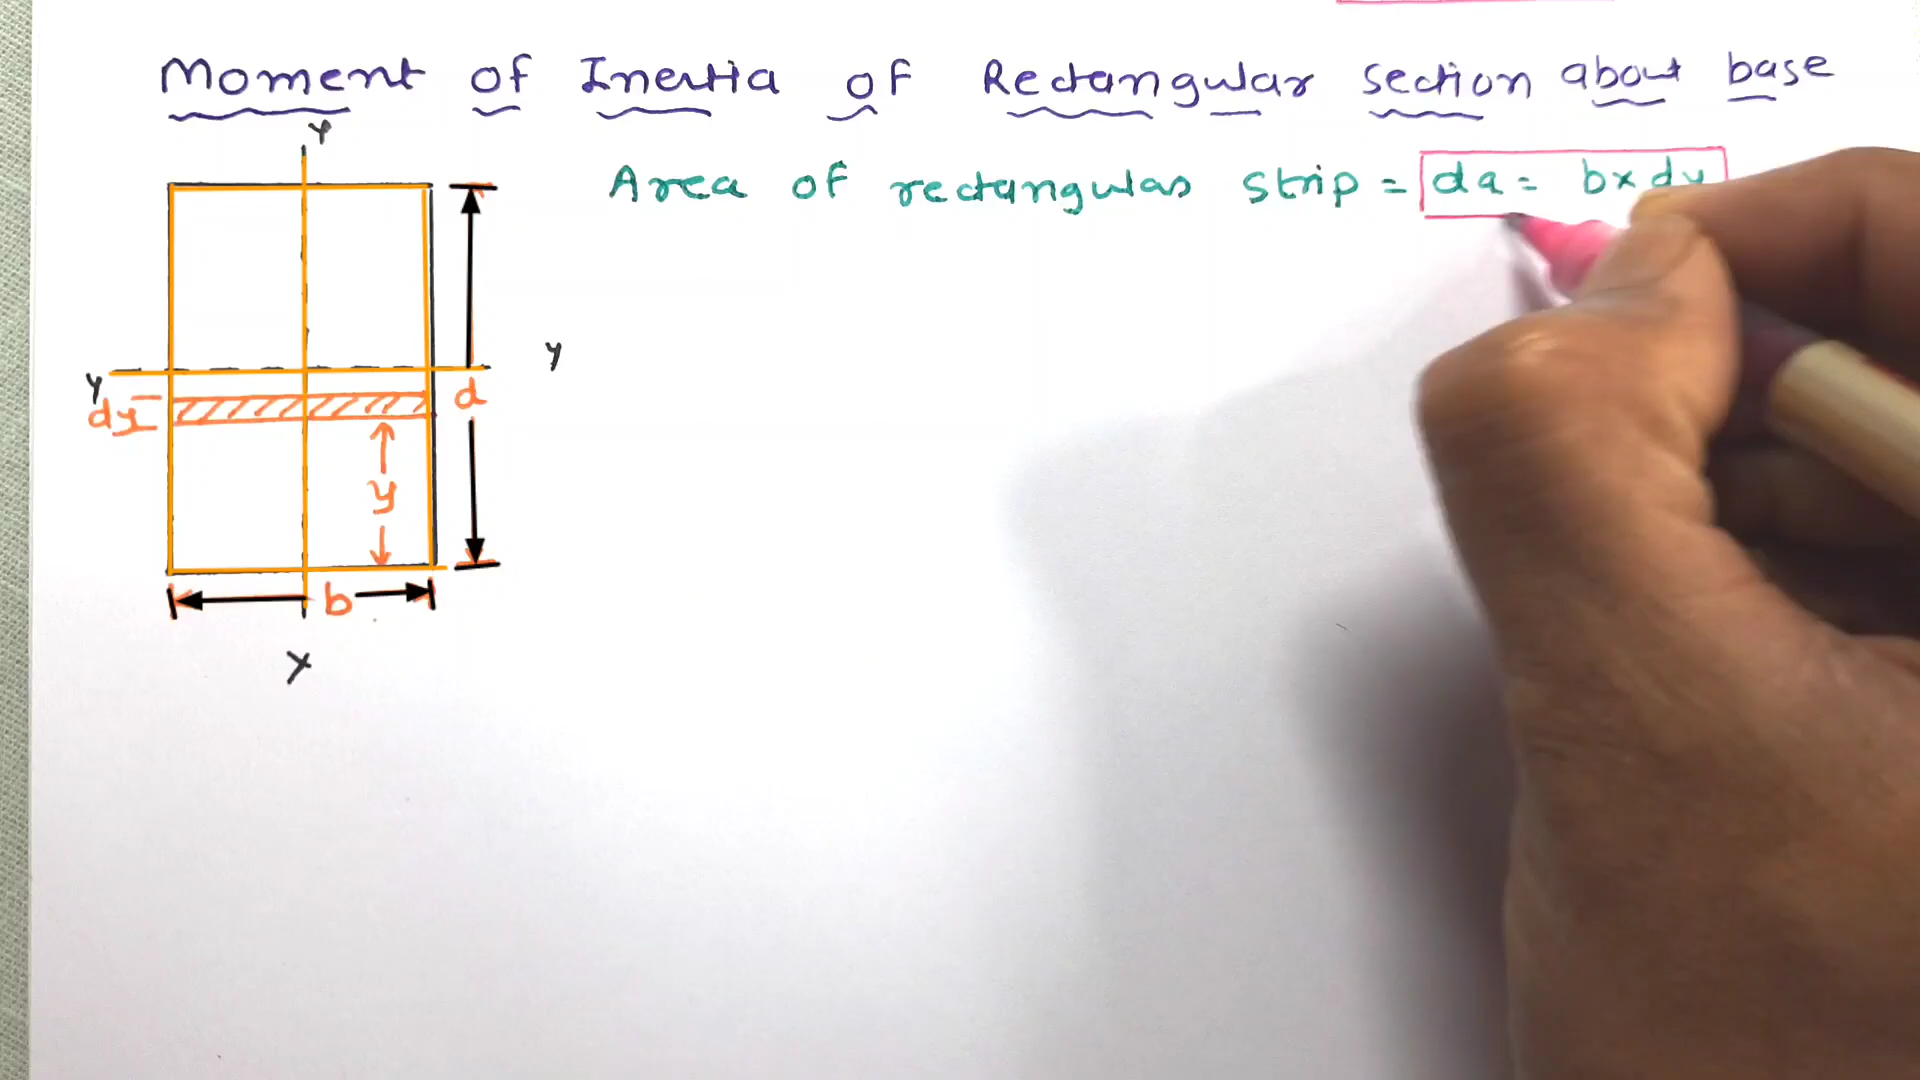 Moment of Inertia of Rectangular section about base
Y
Area of rectangular strip = da = b x dy
y
y
dy
d
y
b
X